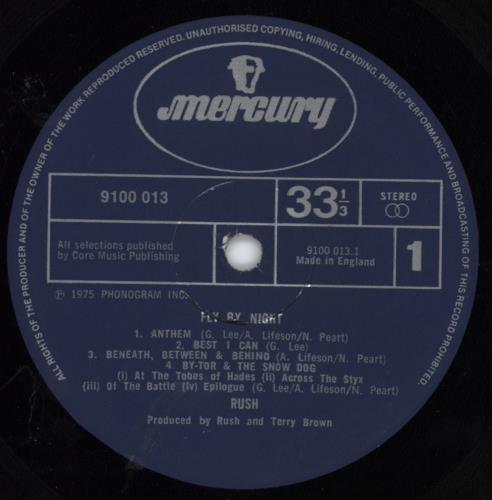 ALL RIGHTS OF THE PRODUCER AND OF THE OWNER OF THE WORK REPRODUCED RESERVED. UNAUTHORISED COPYING, HIRING, LENDING, PUBLIC PERFORMANCE AND BROADCASTING OF THIS RECORD PROHIBITED.
mercury
9100 013
33 1/3
STEREO
All selections published
by Core Music Publishing
9100 013.1
Made in England
1
Ⓟ 1975 PHONOGRAM INC.
FLY BY NIGHT
1. ANTHEM (G. Lee/A. Lifeson/N. Peart)
2. BEST I CAN (G. Lee)
3. BENEATH, BETWEEN & BEHIND (A. Lifeson/N. Peart)
4. BY-TOR & THE SNOW DOG
(i) At The Tobes of Hades (ii) Across The Styx
(iii) Of The Battle (iv) Epilogue (G. Lee/A. Lifeson/N. Peart)
RUSH
Produced by Rush and Terry Brown